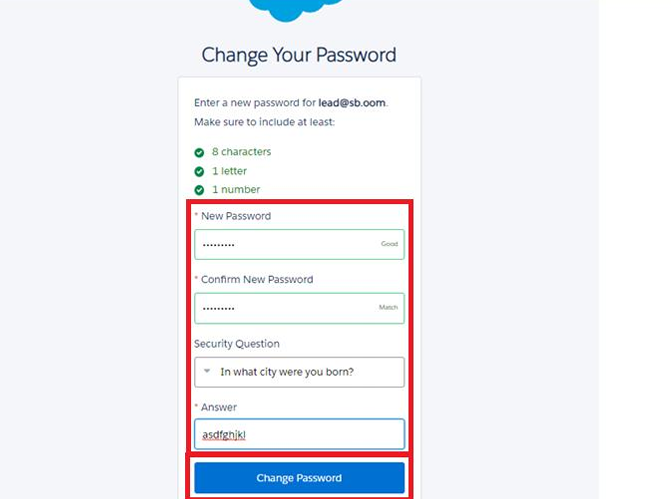 Change Your Password
Enter a new password for lead@sb.oom.
Make sure to include at least:
8 characters
1 letter
1 number
* New Password
Good
* Confirm New Password
Match
Security Question
In what city were you born?
* Answer
asdfghjkl
Change Password